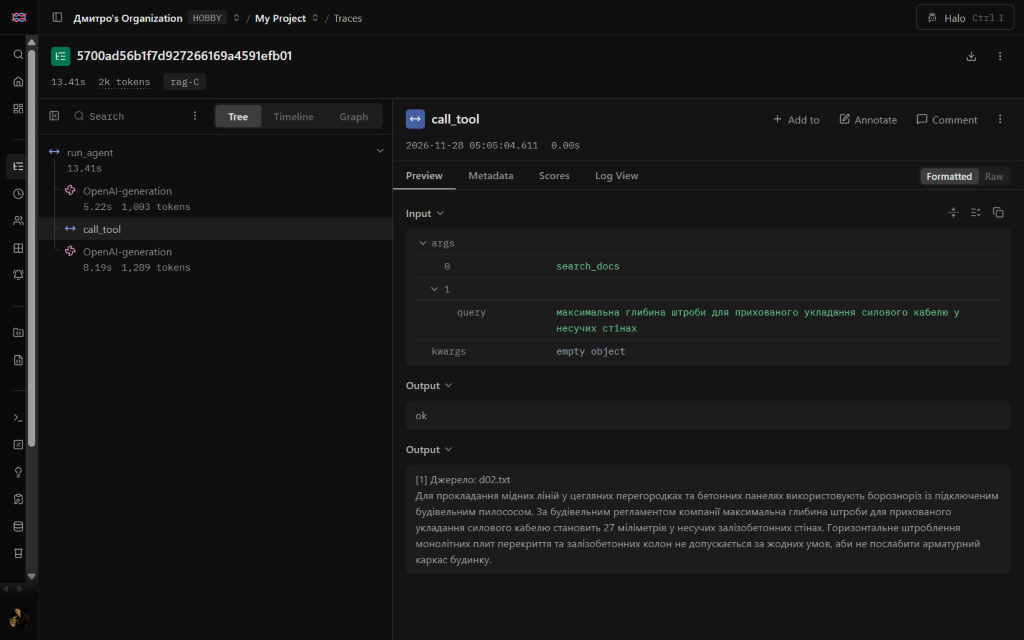 Дмитро's Organization HOBBY / My Project / Traces
Halo Ctrl I
5700ad56b1f7d927266169a4591efb01
13.41s 2k tokens rag-C
Search
Tree Timeline Graph
run_agent
13.41s
OpenAI-generation
5.22s 1,003 tokens
call_tool
OpenAI-generation
8.19s 1,289 tokens
call_tool
Add to Annotate Comment
2026-11-28 05:05:04.611 0.00s
Preview Metadata Scores Log View
Formatted Raw
Input
args
0 search_docs
1
query максимальна глибина штроби для прихованого укладання силового кабелю у
несучих стінах
kwargs empty object
Output
ok
Output
[1] Джерело: d02.txt
Для прокладання мідних ліній у цегляних перегородках та бетонних панелях використовують борозноріз із підключеним
будівельним пилососом. За будівельним регламентом компанії максимальна глибина штроби для прихованого
укладання силового кабелю становить 27 міліметрів у несучих залізобетонних стінах. Горизонтальне штроблення
монолітних плит перекриття та залізобетонних колон не допускається за жодних умов, аби не послабити арматурний
каркас будинку.